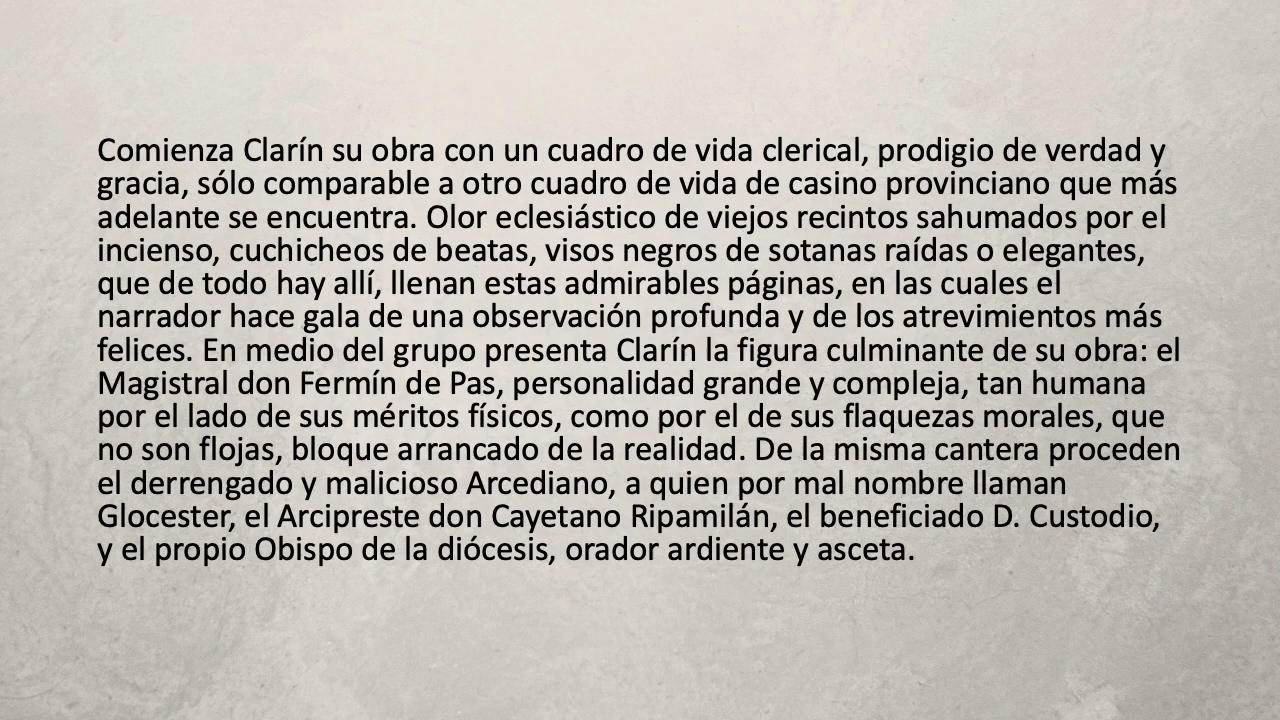 Comienza Clarín su obra con un cuadro de vida clerical, prodigio de verdad y
gracia, sólo comparable a otro cuadro de vida de casino provinciano que más
adelante se encuentra. Olor eclesiástico de viejos recintos sahumados por el
incienso, cuchicheos de beatas, visos negros de sotanas raídas o elegantes,
que de todo hay allí, llenan estas admirables páginas, en las cuales el
narrador hace gala de una observación profunda y de los atrevimientos más
felices. En medio del grupo presenta Clarín la figura culminante de su obra: el
Magistral don Fermín de Pas, personalidad grande y compleja, tan humana
por el lado de sus méritos físicos, como por el de sus flaquezas morales, que
no son flojas, bloque arrancado de la realidad. De la misma cantera proceden
el derrengado y malicioso Arcediano, a quien por mal nombre llaman
Glocester, el Arcipreste don Cayetano Ripamilán, el beneficiado D. Custodio,
y el propio Obispo de la diócesis, orador ardiente y asceta.